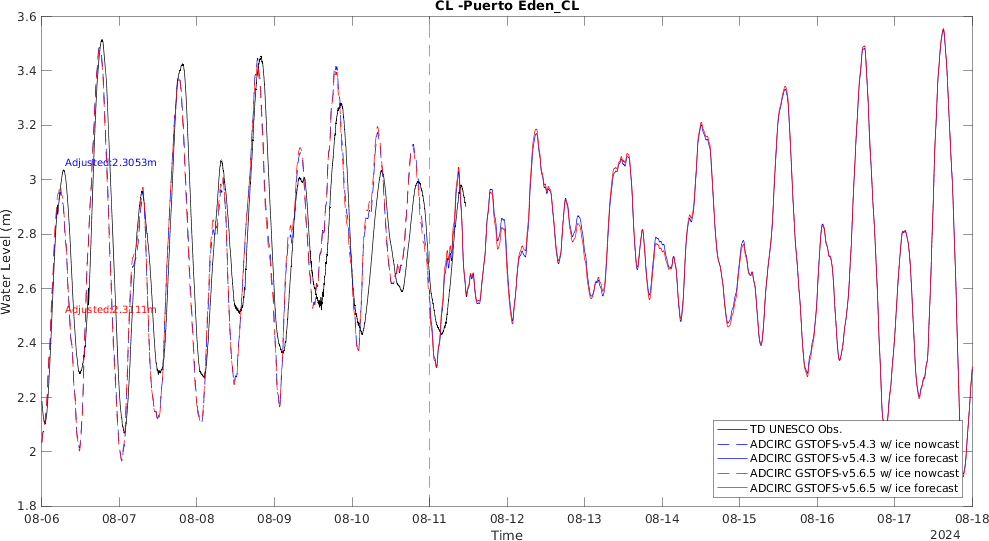 CL -Puerto Eden_CL
3.6
3.4
3.2
3
2.8
2.6
2.4
2.2
2
1.8
Water Level (m)
Adjusted:2.3053m
Adjusted:2.3111m
TD UNESCO Obs.
ADCIRC GSTOFS-v5.4.3 w/ ice nowcast
ADCIRC GSTOFS-v5.4.3 w/ ice forecast
ADCIRC GSTOFS-v5.6.5 w/ ice nowcast
ADCIRC GSTOFS-v5.6.5 w/ ice forecast
08-06 08-07 08-08 08-09 08-10 08-11 08-12 08-13 08-14 08-15 08-16 08-17 08-18
Time
2024